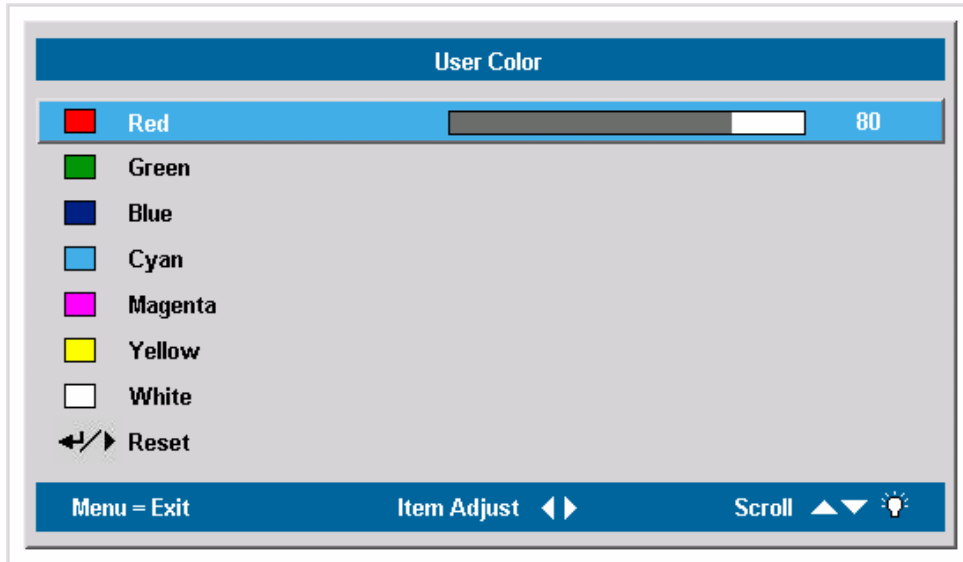 User Color
Red 80
Green
Blue
Cyan
Magenta
Yellow
White
Reset
Menu = Exit Item Adjust Scroll